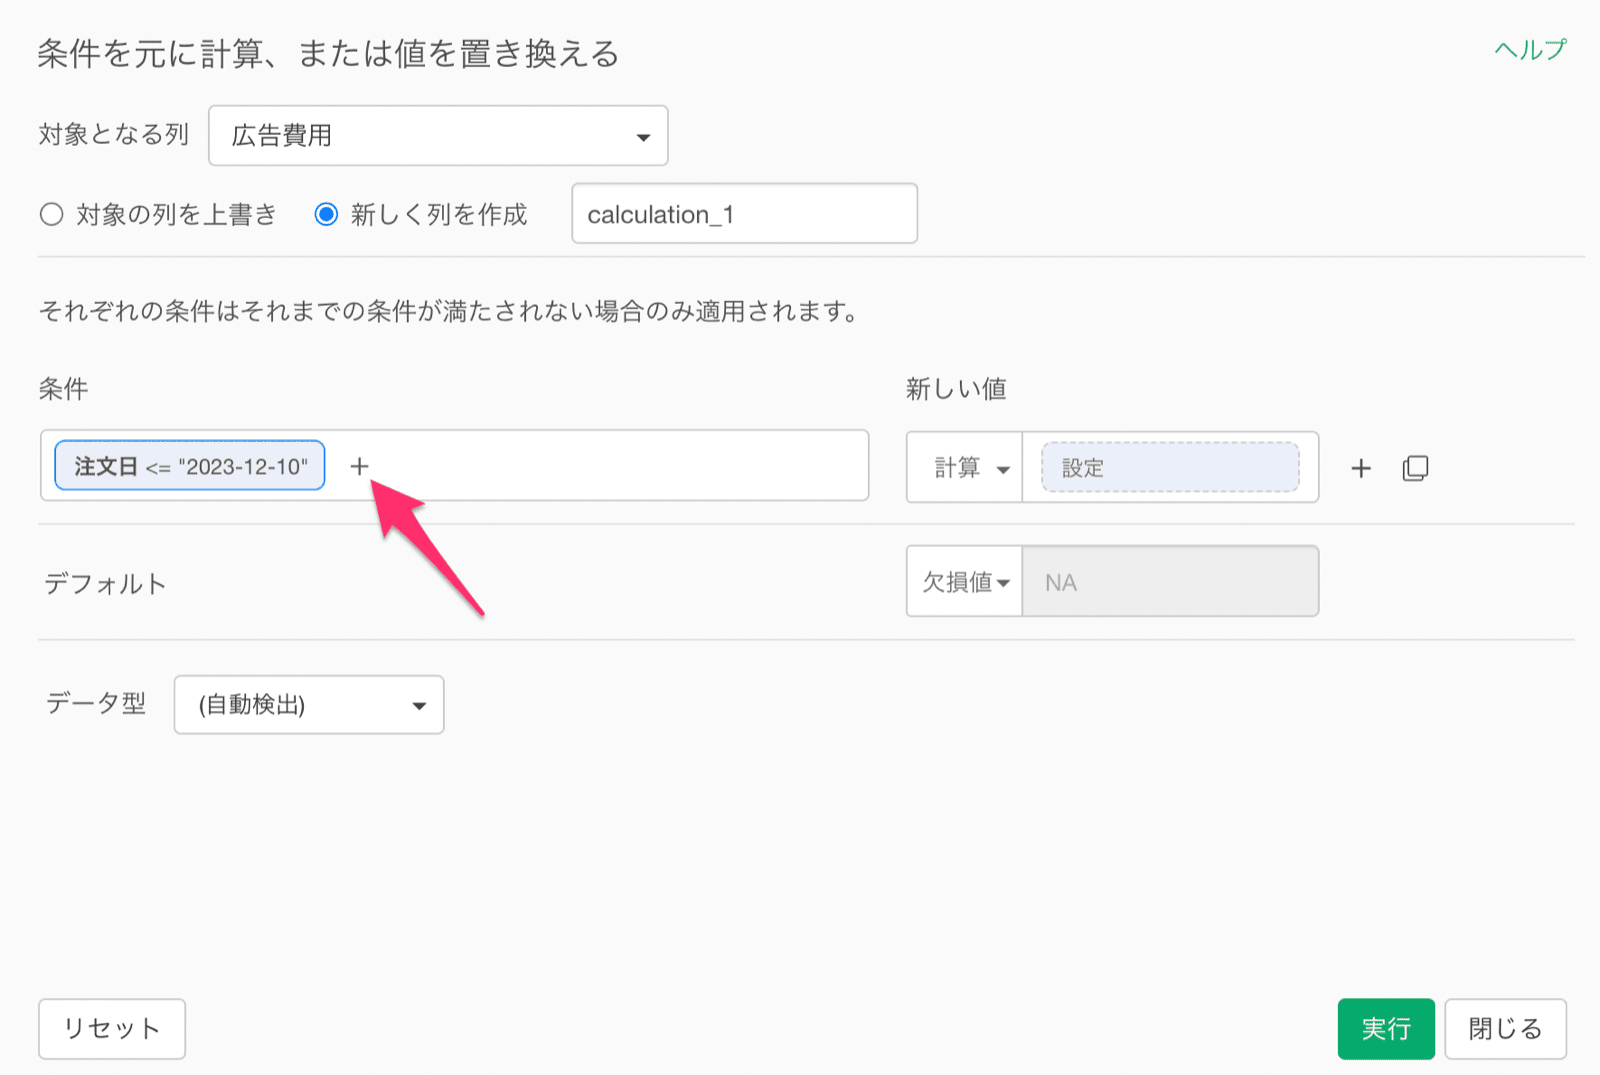 条件を元に計算、または値を置き換える
ヘルプ
対象となる列 広告費用
対象の列を上書き 新しく列を作成 calculation_1
それぞれの条件はそれまでの条件が満たされない場合のみ適用されます。
条件 新しい値
注文日 <= "2023-12-10" + 計算 設定 +
デフォルト 欠損値 NA
データ型 (自動検出)
リセット 実行 閉じる